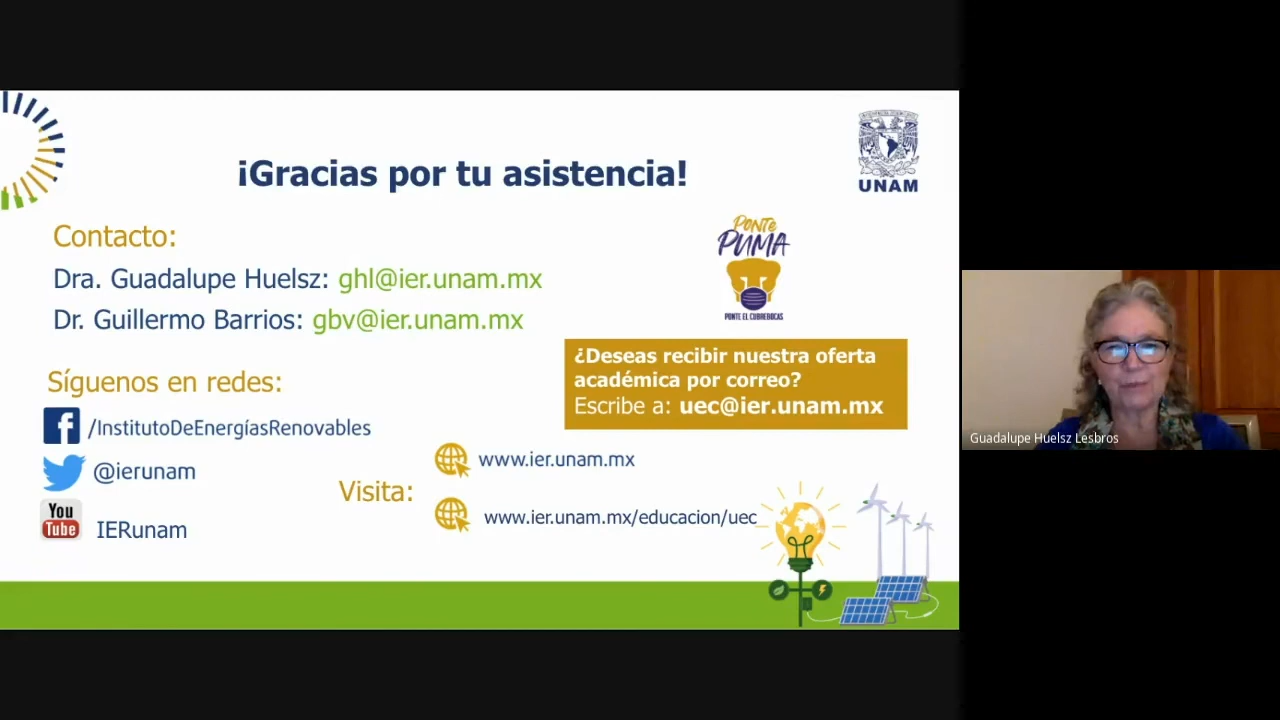 ¡Gracias por tu asistencia!
UNAM
Contacto:
Dra. Guadalupe Huelsz: ghl@ier.unam.mx
Dr. Guillermo Barrios: gbv@ier.unam.mx
PONTE
PUMA
PONTE EL CUBREBOCAS
¿Deseas recibir nuestra oferta
académica por correo?
Escribe a: uec@ier.unam.mx
Síguenos en redes:
/InstitutoDeEnergíasRenovables
@ierunam
You
Tube
IERunam
Visita:
www.ier.unam.mx
www.ier.unam.mx/educacion/uec
Guadalupe Huelsz Lesbros